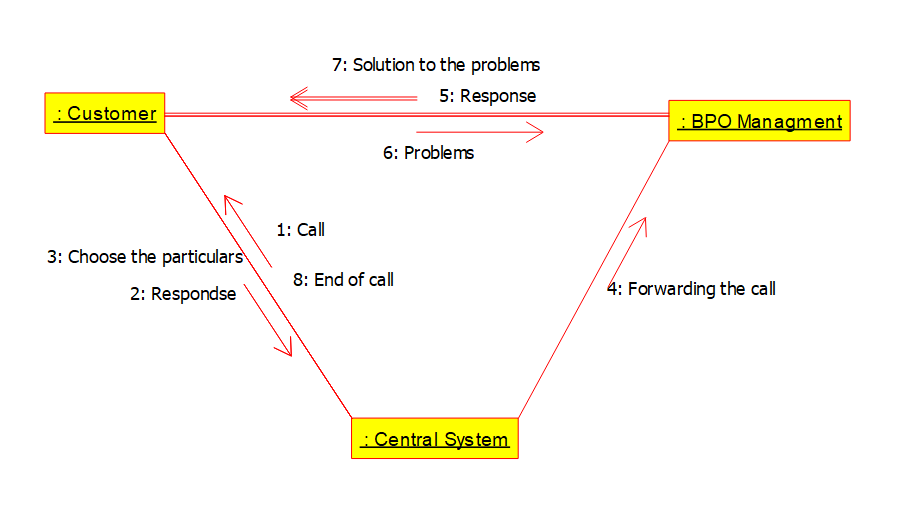 7: Solution to the problems
5: Response
: Customer
: BPO Managment
6: Problems
1: Call
3: Choose the particulars
8: End of call
2: Respondse
4: Forwarding the call
: Central System